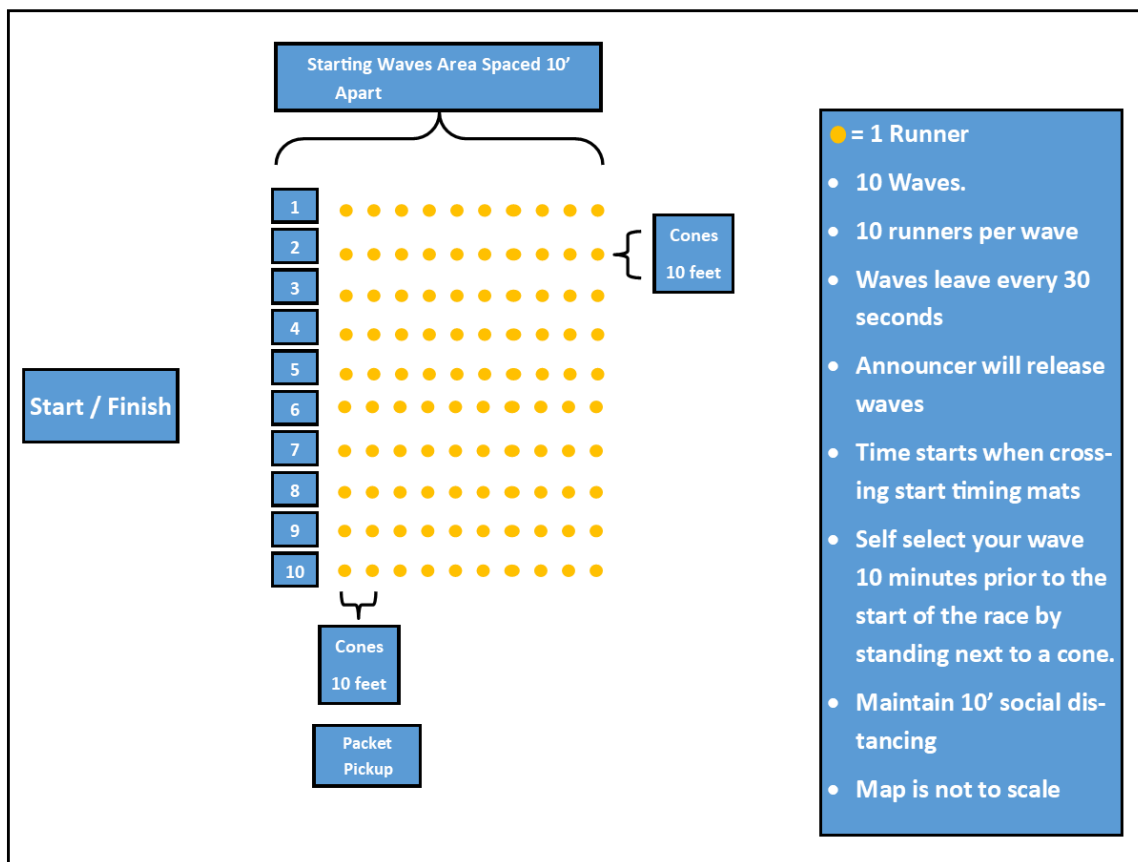 Starting Waves Area Spaced 10’
Apart
1
2
3
4
5
6
7
8
9
10
Cones
10 feet
Start / Finish
Cones
10 feet
Packet
Pickup
= 1 Runner
• 10 Waves.
• 10 runners per wave
• Waves leave every 30
seconds
• Announcer will release
waves
• Time starts when cross-
ing start timing mats
• Self select your wave
10 minutes prior to the
start of the race by
standing next to a cone.
• Maintain 10’ social dis-
tancing
• Map is not to scale